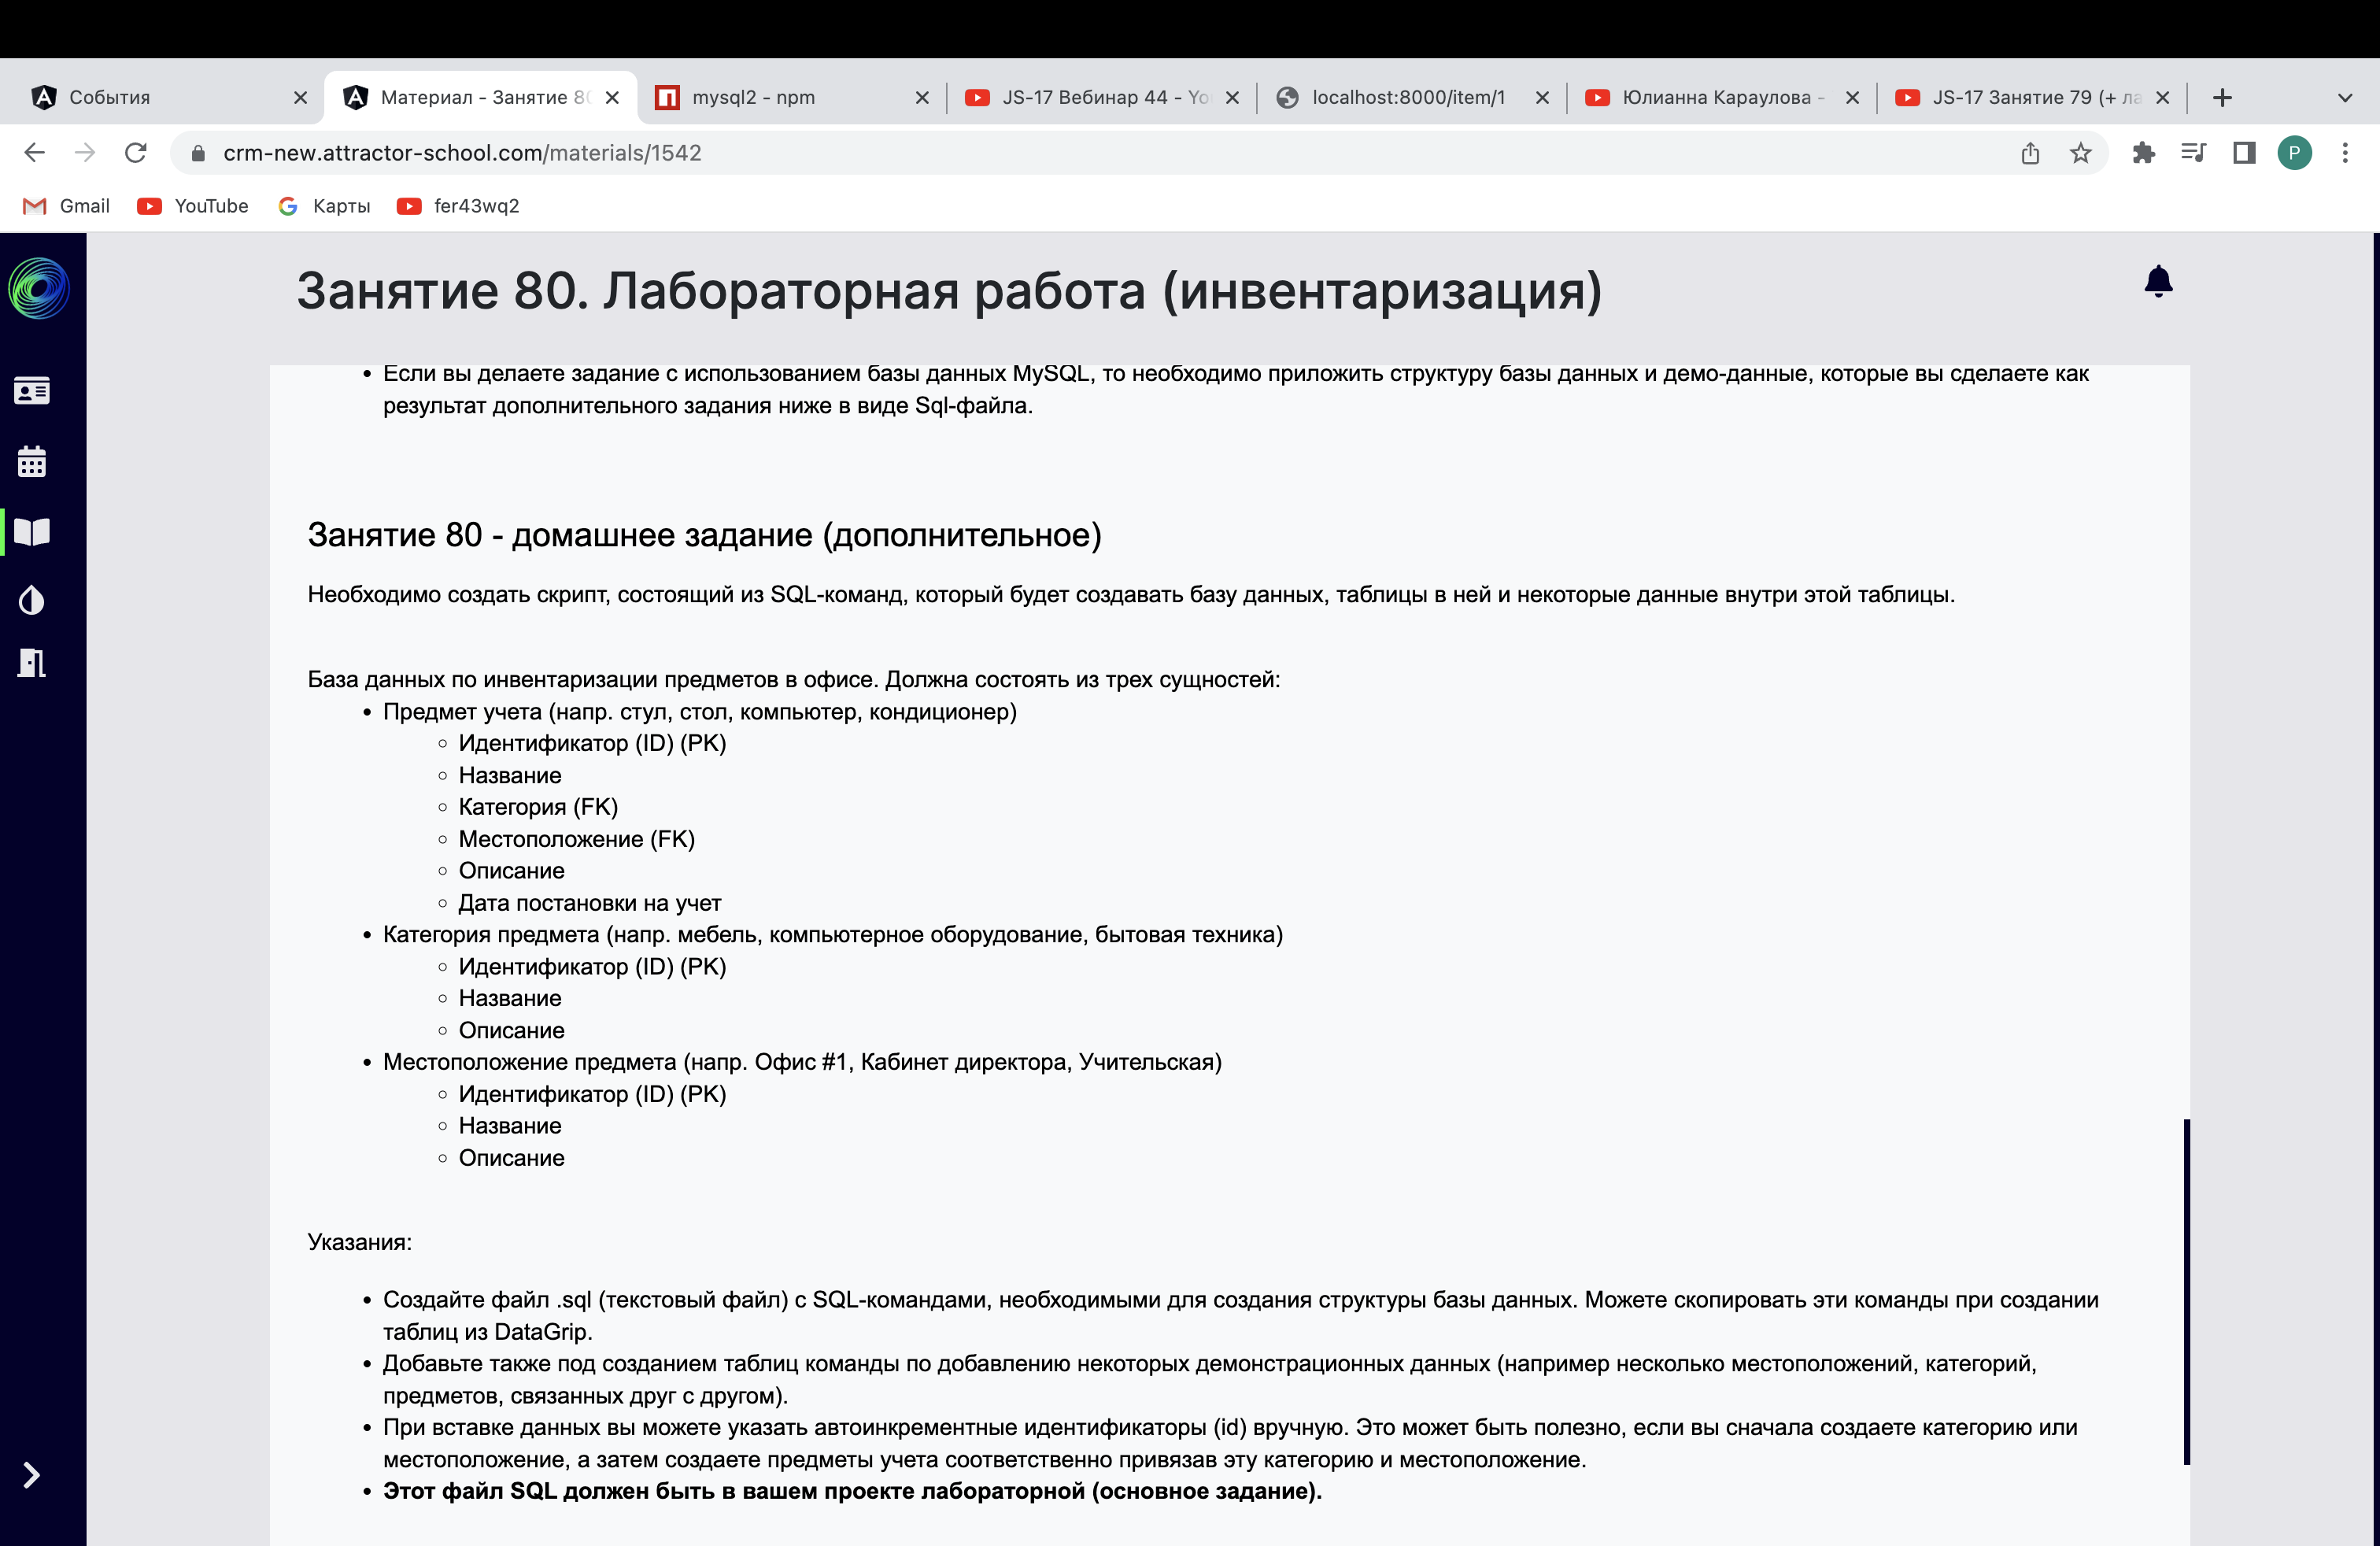 События
Материал - Занятие 80
mysql2 - npm
JS-17 Вебинар 44 - Yo
localhost:8000/item/1
Юлианна Караулова -
JS-17 Занятие 79 (+ ла
crm-new.attractor-school.com/materials/1542
P
Gmail
YouTube
Карты
fer43wq2
Занятие 80. Лабораторная работа (инвентаризация)
• Если вы делаете задание с использованием базы данных MySQL, то необходимо приложить структуру базы данных и демо-данные, которые вы сделаете как
результат дополнительного задания ниже в виде Sql-файла.
Занятие 80 - домашнее задание (дополнительное)
Необходимо создать скрипт, состоящий из SQL-команд, который будет создавать базу данных, таблицы в ней и некоторые данные внутри этой таблицы.
База данных по инвентаризации предметов в офисе. Должна состоять из трех сущностей:
• Предмет учета (напр. стул, стол, компьютер, кондиционер)
◦ Идентификатор (ID) (PK)
◦ Название
◦ Категория (FK)
◦ Местоположение (FK)
◦ Описание
◦ Дата постановки на учет
• Категория предмета (напр. мебель, компьютерное оборудование, бытовая техника)
◦ Идентификатор (ID) (PK)
◦ Название
◦ Описание
• Местоположение предмета (напр. Офис #1, Кабинет директора, Учительская)
◦ Идентификатор (ID) (PK)
◦ Название
◦ Описание
Указания:
• Создайте файл .sql (текстовый файл) с SQL-командами, необходимыми для создания структуры базы данных. Можете скопировать эти команды при создании
таблиц из DataGrip.
• Добавьте также под созданием таблиц команды по добавлению некоторых демонстрационных данных (например несколько местоположений, категорий,
предметов, связанных друг с другом).
• При вставке данных вы можете указать автоинкрементные идентификаторы (id) вручную. Это может быть полезно, если вы сначала создаете категорию или
местоположение, а затем создаете предметы учета соответственно привязав эту категорию и местоположение.
• Этот файл SQL должен быть в вашем проекте лабораторной (основное задание).